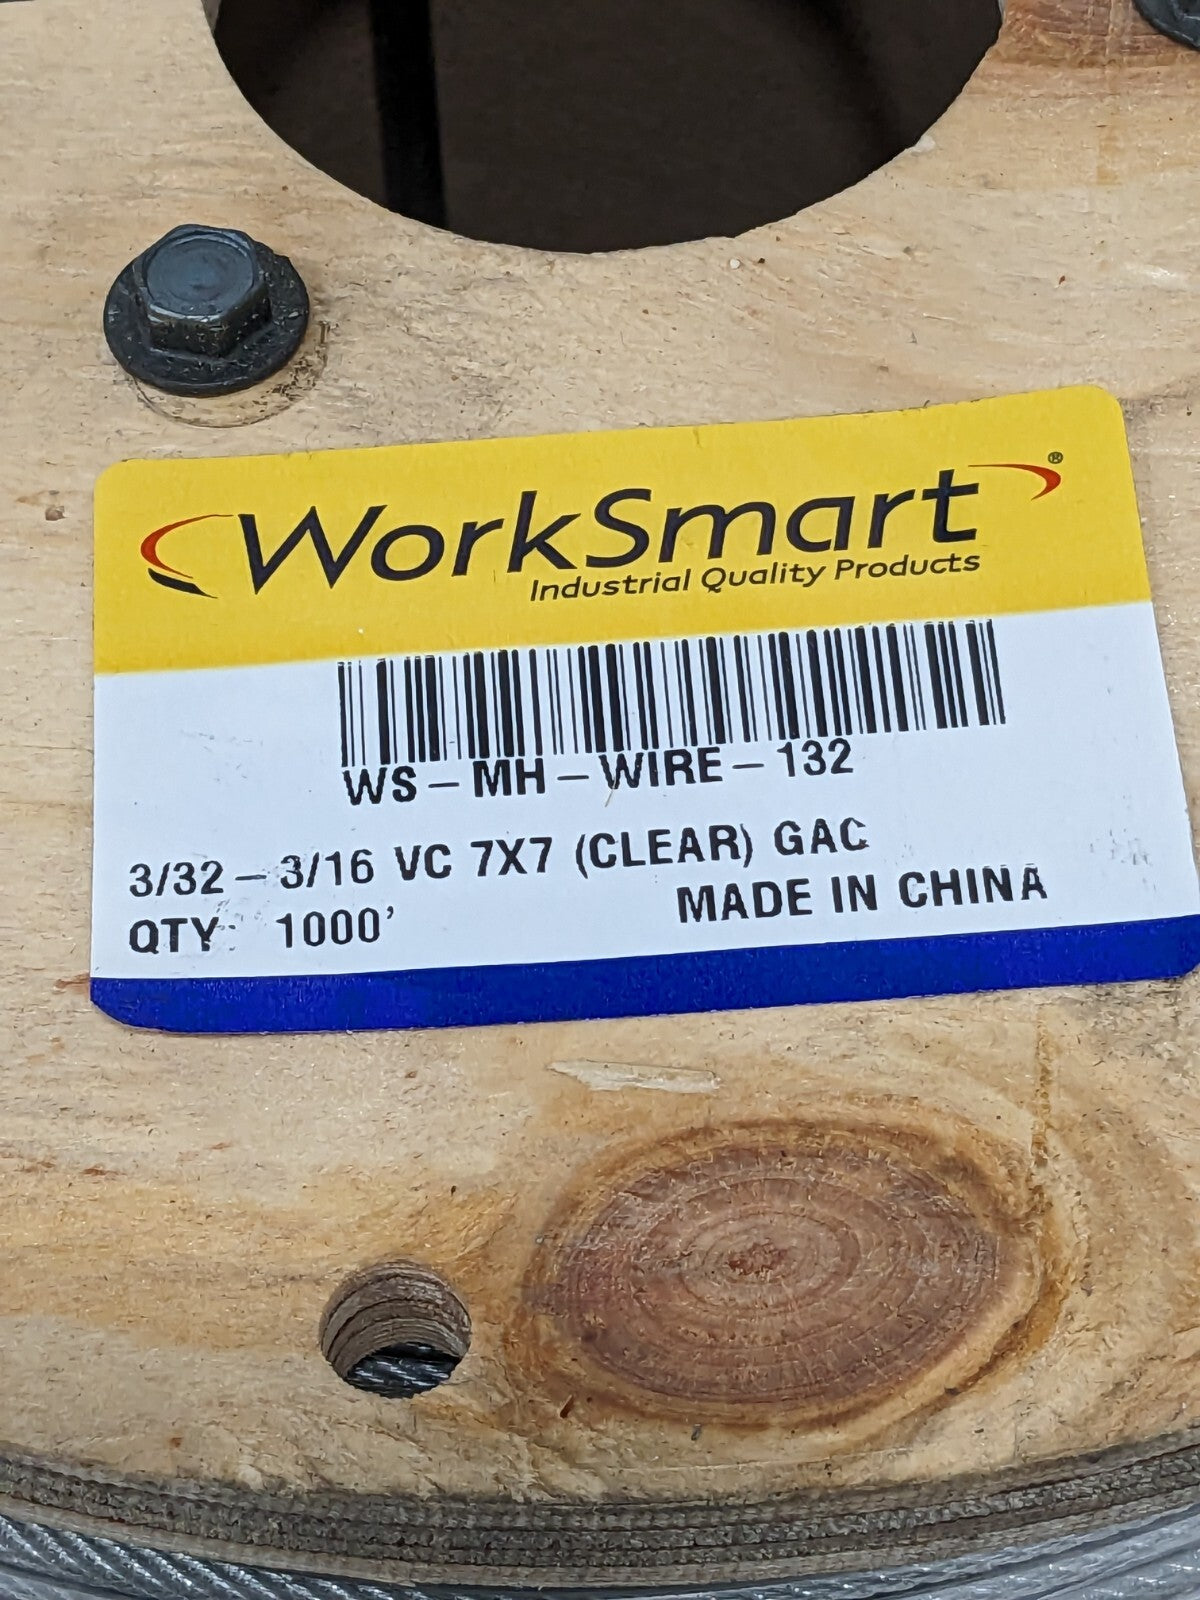 WorkSmart®
Industrial Quality Products
WS-MH-WIRE-132
3/32-3/16 VC 7X7 (CLEAR) GAC
QTY: 1000'
MADE IN CHINA